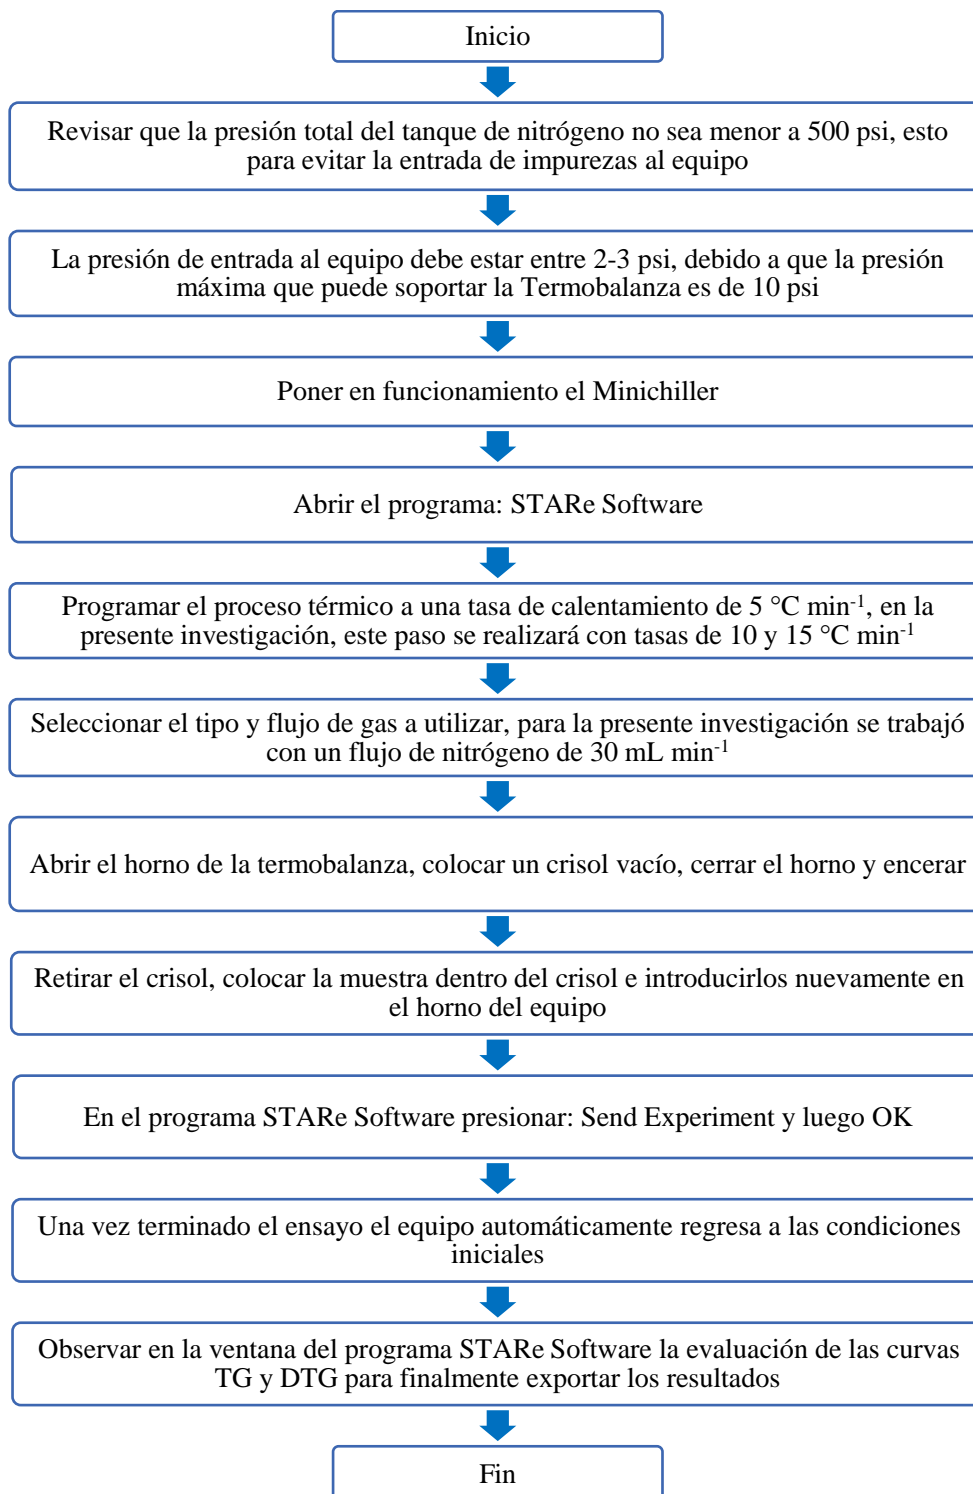 Inicio
Revisar que la presión total del tanque de nitrógeno no sea menor a 500 psi, esto
para evitar la entrada de impurezas al equipo
La presión de entrada al equipo debe estar entre 2-3 psi, debido a que la presión
máxima que puede soportar la Termobalanza es de 10 psi
Poner en funcionamiento el Minichiller
Abrir el programa: STARe Software
Programar el proceso térmico a una tasa de calentamiento de 5 °C min⁻¹, en la
presente investigación, este paso se realizará con tasas de 10 y 15 °C min⁻¹
Seleccionar el tipo y flujo de gas a utilizar, para la presente investigación se trabajó
con un flujo de nitrógeno de 30 mL min⁻¹
Abrir el horno de la termobalanza, colocar un crisol vacío, cerrar el horno y encerar
Retirar el crisol, colocar la muestra dentro del crisol e introducirlos nuevamente en
el horno del equipo
En el programa STARe Software presionar: Send Experiment y luego OK
Una vez terminado el ensayo el equipo automáticamente regresa a las condiciones
iniciales
Observar en la ventana del programa STARe Software la evaluación de las curvas
TG y DTG para finalmente exportar los resultados
Fin